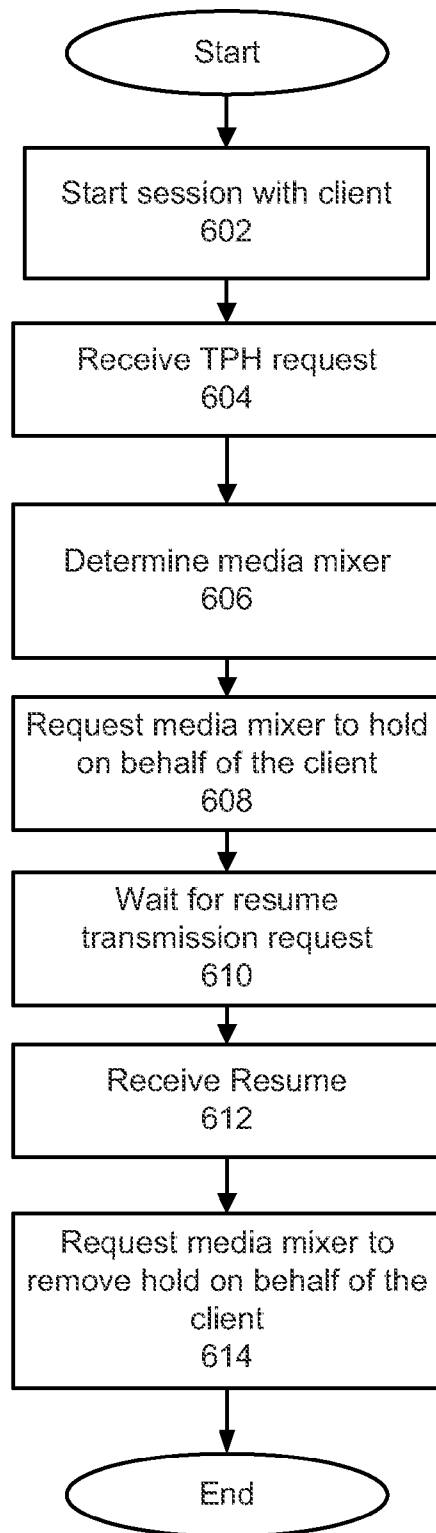 Start
Start session with client
602
Receive TPH request
604
Determine media mixer
606
Request media mixer to hold
on behalf of the client
608
Wait for resume
transmission request
610
Receive Resume
612
Request media mixer to
remove hold on behalf of the
client
614
End